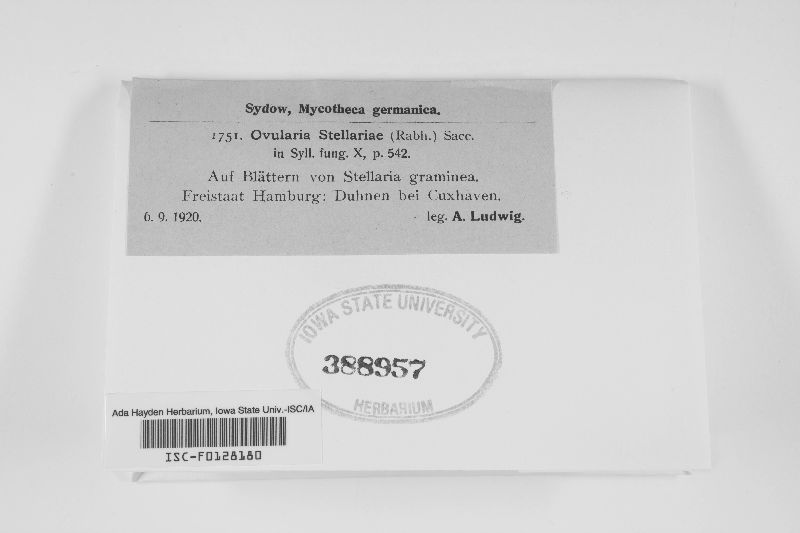 Sydow, Mycotheca germanica.
1751. Ovularia Stellariae (Rabh.) Sacc.
in Syll. fung. X, p. 542.
Auf Blättern von Stellaria graminea.
Freistaat Hamburg: Duhnen bei Cuxhaven.
6. 9. 1920. leg. A. Ludwig.
IOWA STATE UNIVERSITY
388957
HERBARIUM
Ada Hayden Herbarium, Iowa State Univ.-ISC/IA
ISC-F0128180